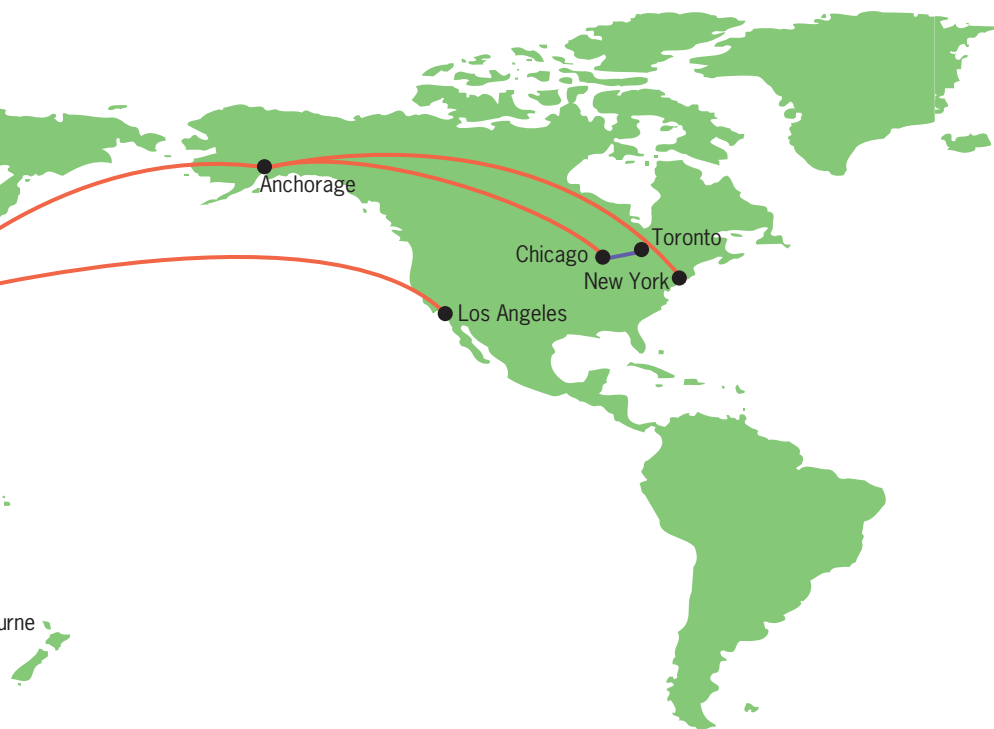 Anchorage
Toronto
Chicago
New York
Los Angeles
urne